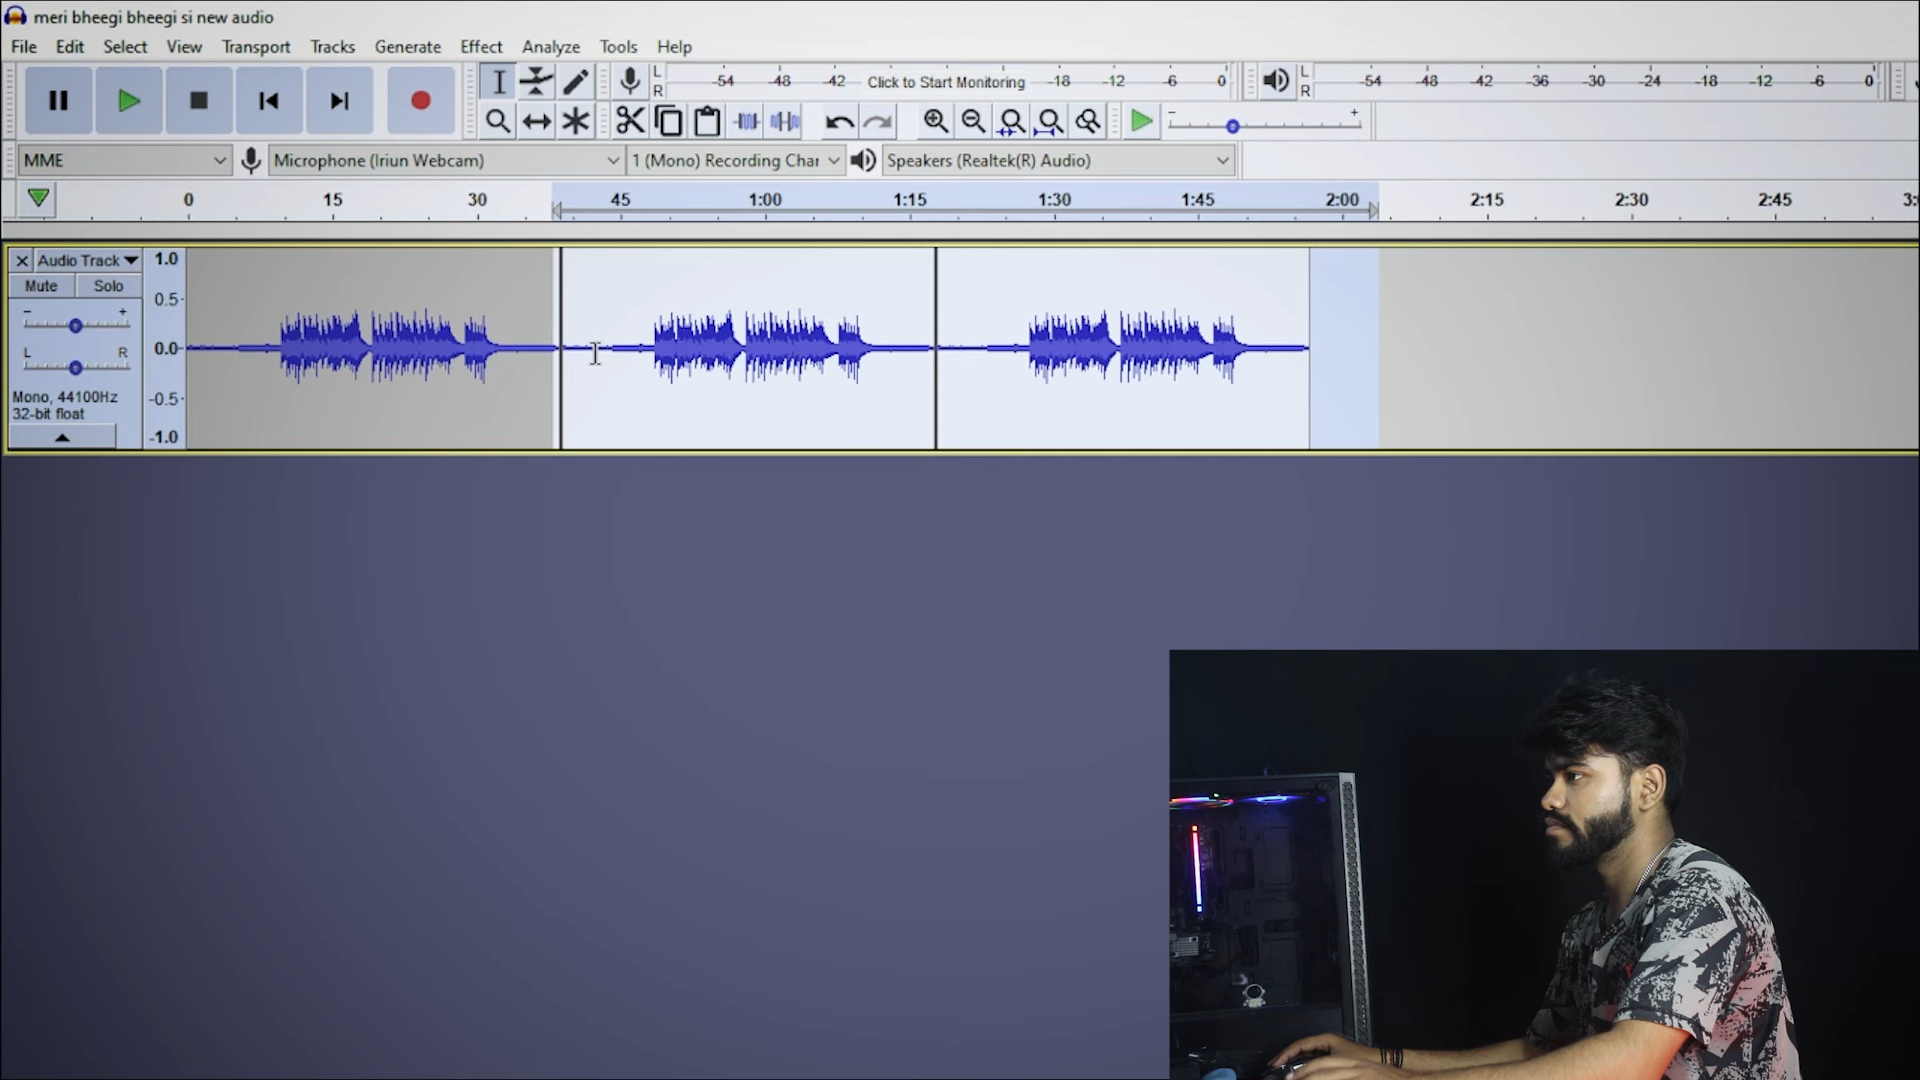 meri bheegi bheegi si new audio
File Edit Select View Transport Tracks Generate Effect Analyze Tools Help
L R -54 -48 -42 Click to Start Monitoring -18 -12 -6 0 L R -54 -48 -42 -36 -30 -24 -18 -12 -6 0
- +
MME Microphone (Iriun Webcam) 1 (Mono) Recording Char Speakers (Realtek(R) Audio)
0 15 30 45 1:00 1:15 1:30 1:45 2:00 2:15 2:30 2:45
Audio Track 1.0
Mute Solo
0.5
- +
L R 0.0
Mono, 44100Hz -0.5
32-bit float
-1.0